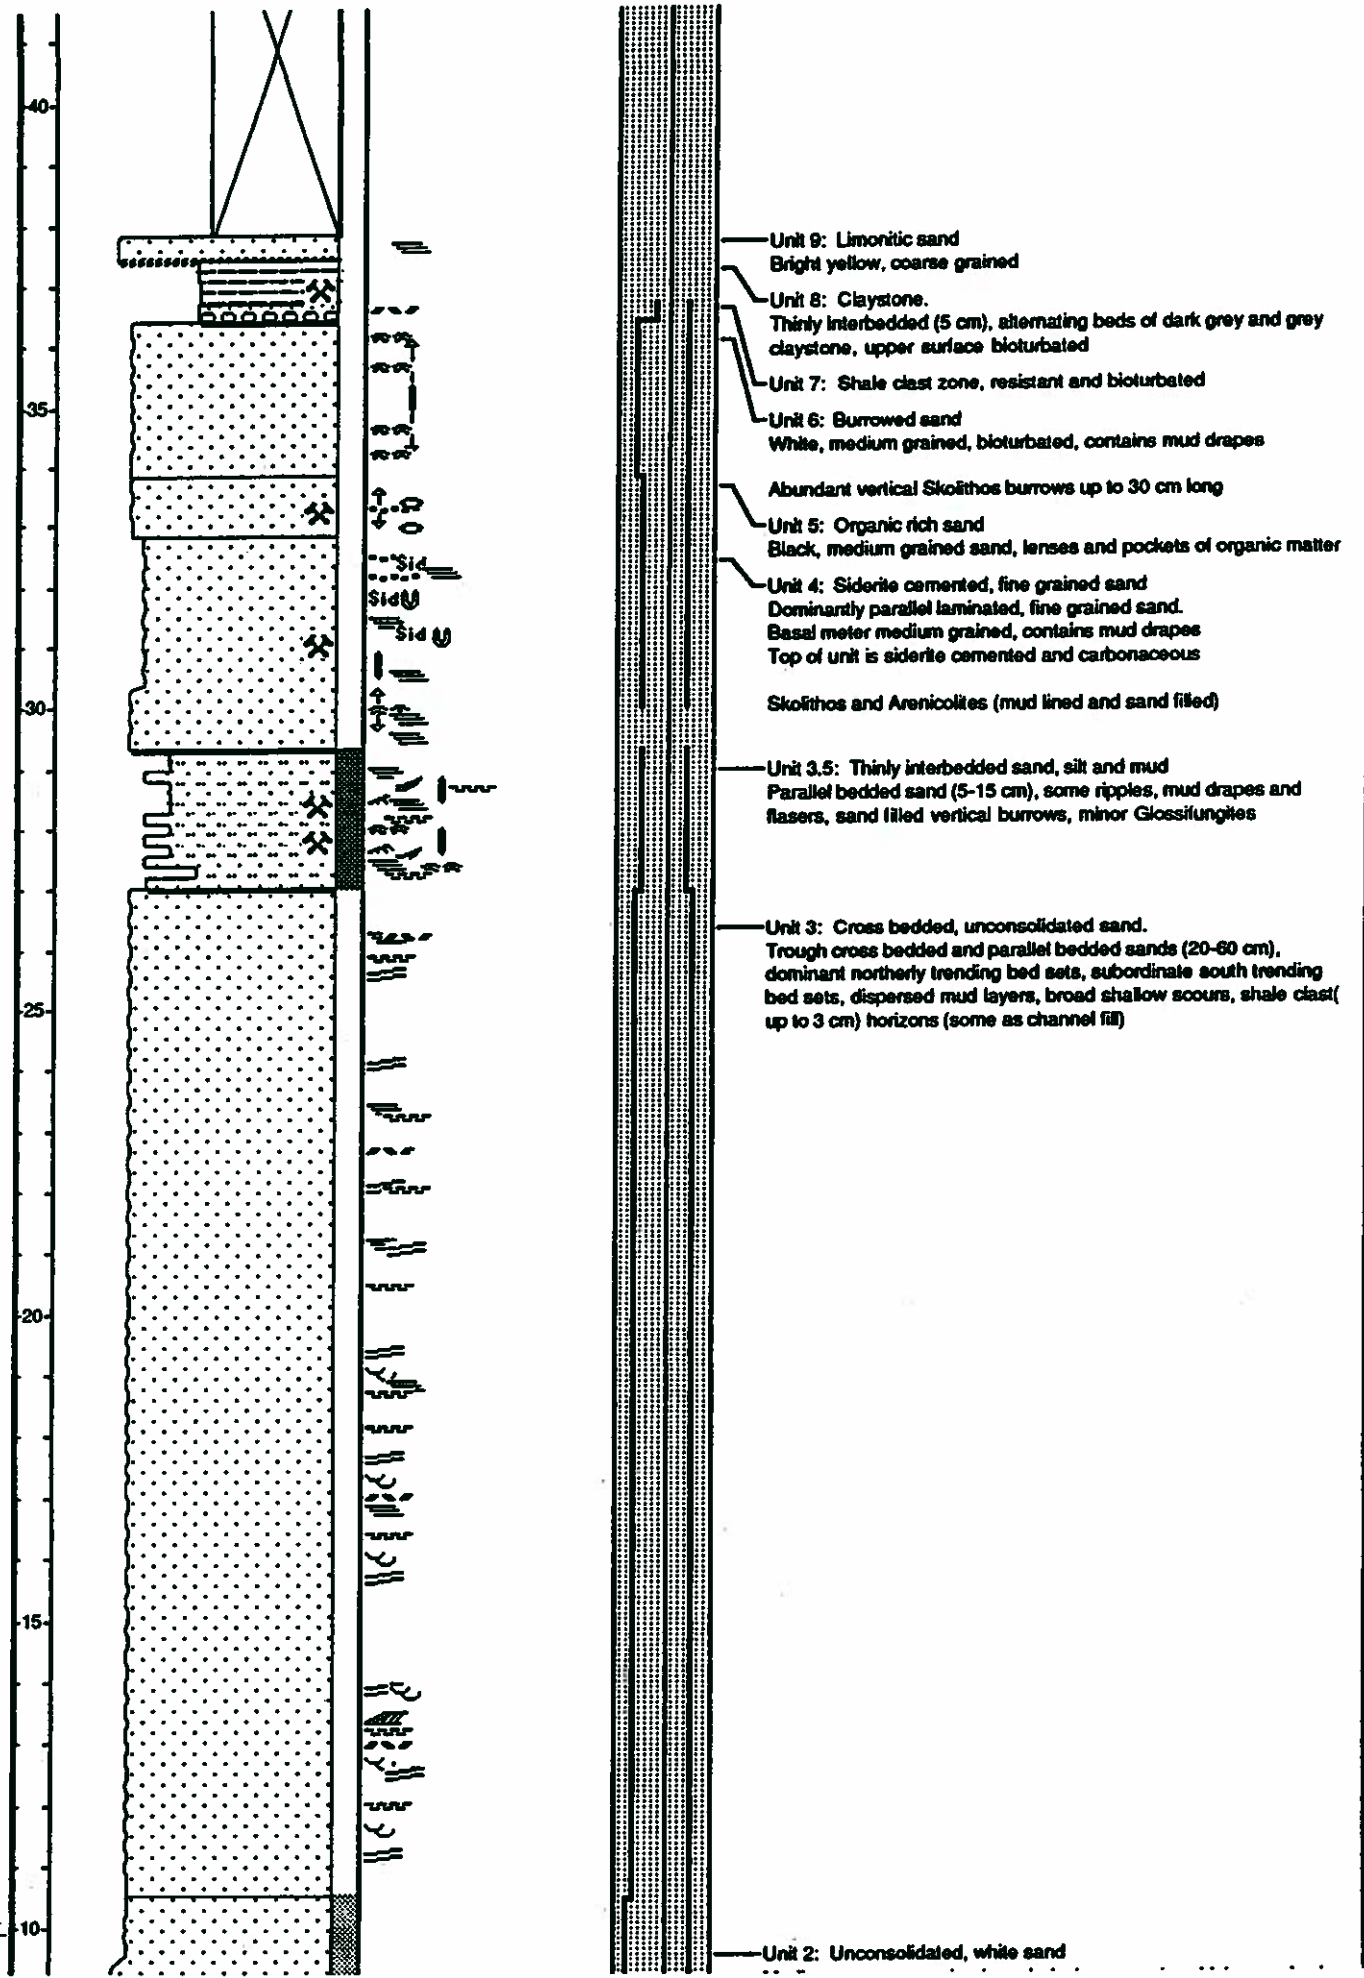 40
Unit 9: Limonitic sand
Bright yellow, coarse grained
Unit 8: Claystone.
Thinly interbedded (5 cm), alternating beds of dark grey and grey
claystone, upper surface bioturbated
Unit 7: Shale clast zone, resistant and bioturbated
35
Unit 6: Burrowed sand
White, medium grained, bioturbated, contains mud drapes
Abundant vertical Skolithos burrows up to 30 cm long
Unit 5: Organic rich sand
Black, medium grained sand, lenses and pockets of organic matter
Sid
Unit 4: Siderite cemented, fine grained sand
Sid
Dominantly parallel laminated, fine grained sand.
Sid
Basal meter medium grained, contains mud drapes
Top of unit is siderite cemented and carbonaceous
30
Skolithos and Arenicolites (mud lined and sand filled)
Unit 3.5: Thinly interbedded sand, silt and mud
Parallel bedded sand (5-15 cm), some ripples, mud drapes and
flasers, sand filled vertical burrows, minor Glossifungites
Unit 3: Cross bedded, unconsolidated sand.
Trough cross bedded and parallel bedded sands (20-60 cm),
dominant northerly trending bed sets, subordinate south trending
bed sets, dispersed mud layers, broad shallow scours, shale clast(
up to 3 cm) horizons (some as channel fill)
25
20
15
10
Unit 2: Unconsolidated, white sand